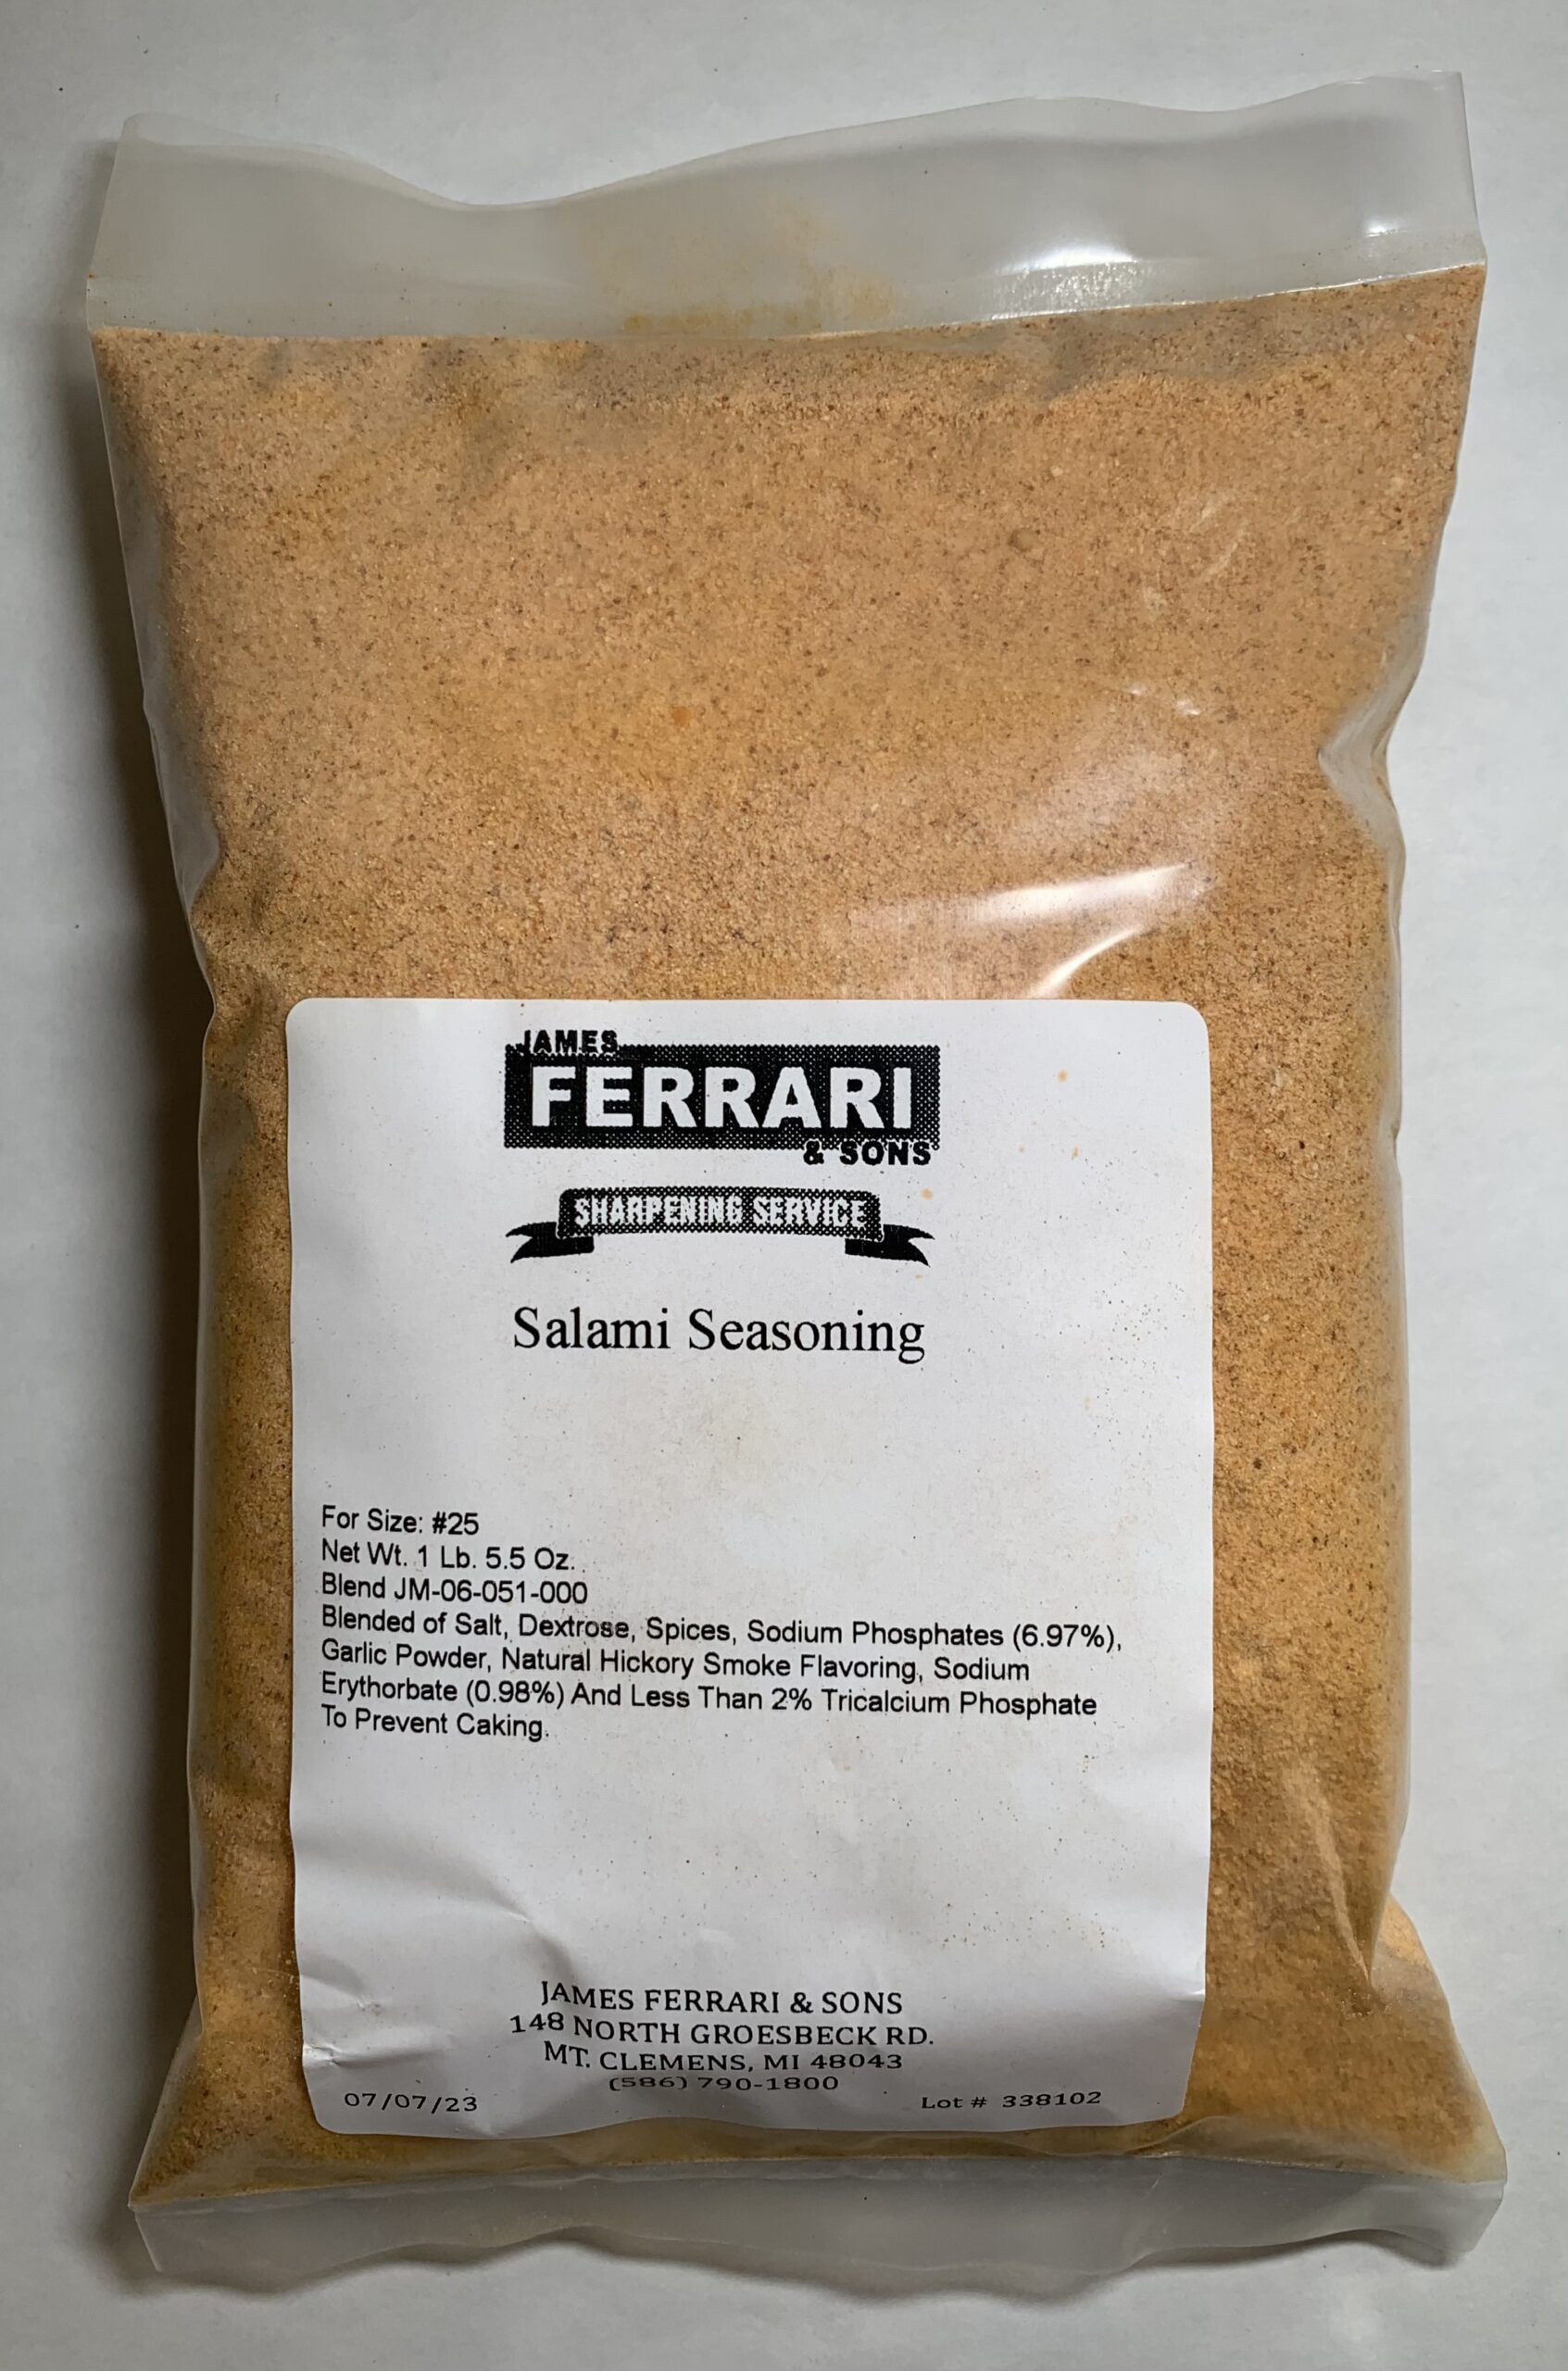 JAMES
FERRARI
& SONS
SHARPENING SERVICE
Salami Seasoning
For Size: #25
Net Wt. 1 Lb. 5.5 Oz.
Blend JM-06-051-000
Blended of Salt, Dextrose, Spices, Sodium Phosphates (6.97%),
Garlic Powder, Natural Hickory Smoke Flavoring, Sodium
Erythorbate (0.98%) And Less Than 2% Tricalcium Phosphate
To Prevent Caking.
JAMES FERRARI & SONS
148 NORTH GROESBECK RD.
MT. CLEMENS, MI 48043
(586) 790-1800
07/07/23 Lot # 338102